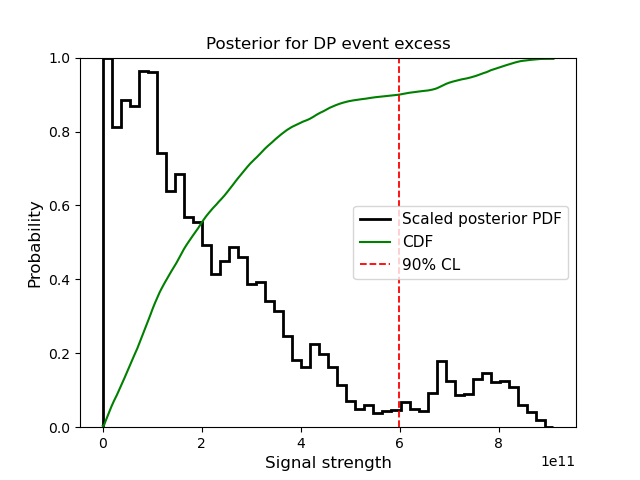 Posterior for DP event excess
Probability
1.0
0.8
0.6
0.4
0.2
0.0
Scaled posterior PDF
CDF
90% CL
0 2 4 6 8
1e11
Signal strength